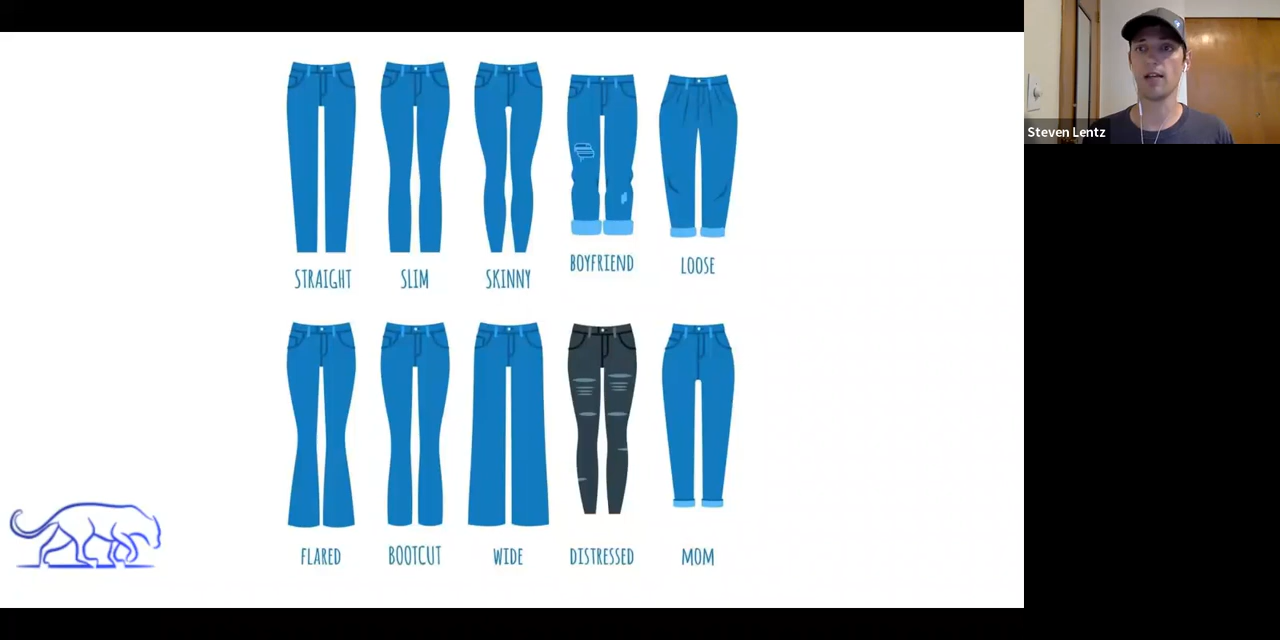 Steven Lentz
STRAIGHT
SLIM
SKINNY
BOYFRIEND
LOOSE
FLARED
BOOTCUT
WIDE
DISTRESSED
MOM